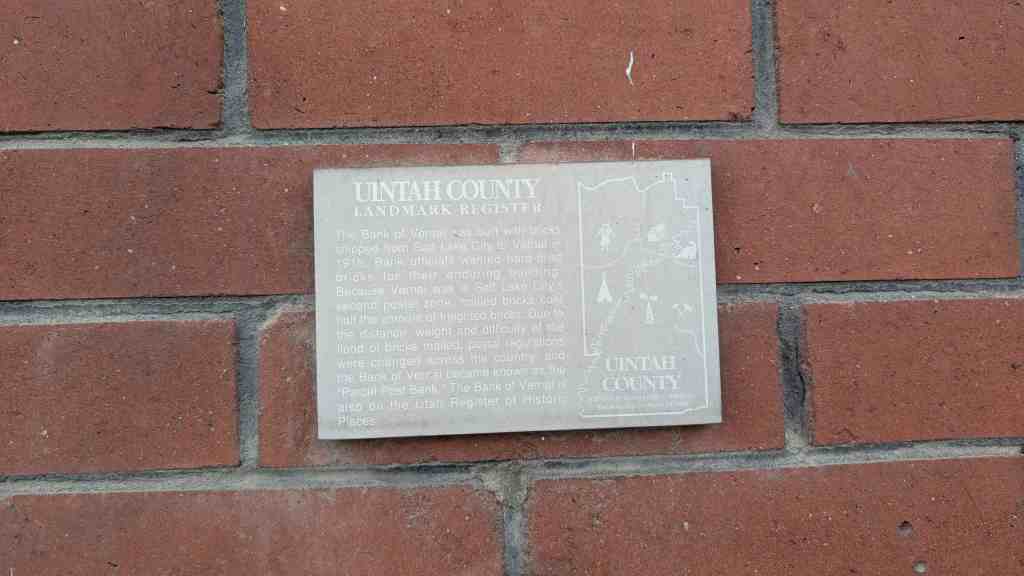 UINTAH COUNTY
LANDMARK REGISTER
The Bank of Vernal was built with bricks
shipped from Salt Lake City to Vernal in
1916. Bank officials wanted hard-fired
bricks for their enduring building.
Because Vernal was in Salt Lake City's
second postal zone, mailed bricks cost
half the amount of freighted bricks. Due to
the distance, weight and difficulty of the
load of bricks mailed, postal regulations
were changed across the country, and
the Bank of Vernal became known as the
"Parcel Post Bank." The Bank of Vernal is
also on the Utah Register of Historic
Places.
UINTAH
COUNTY